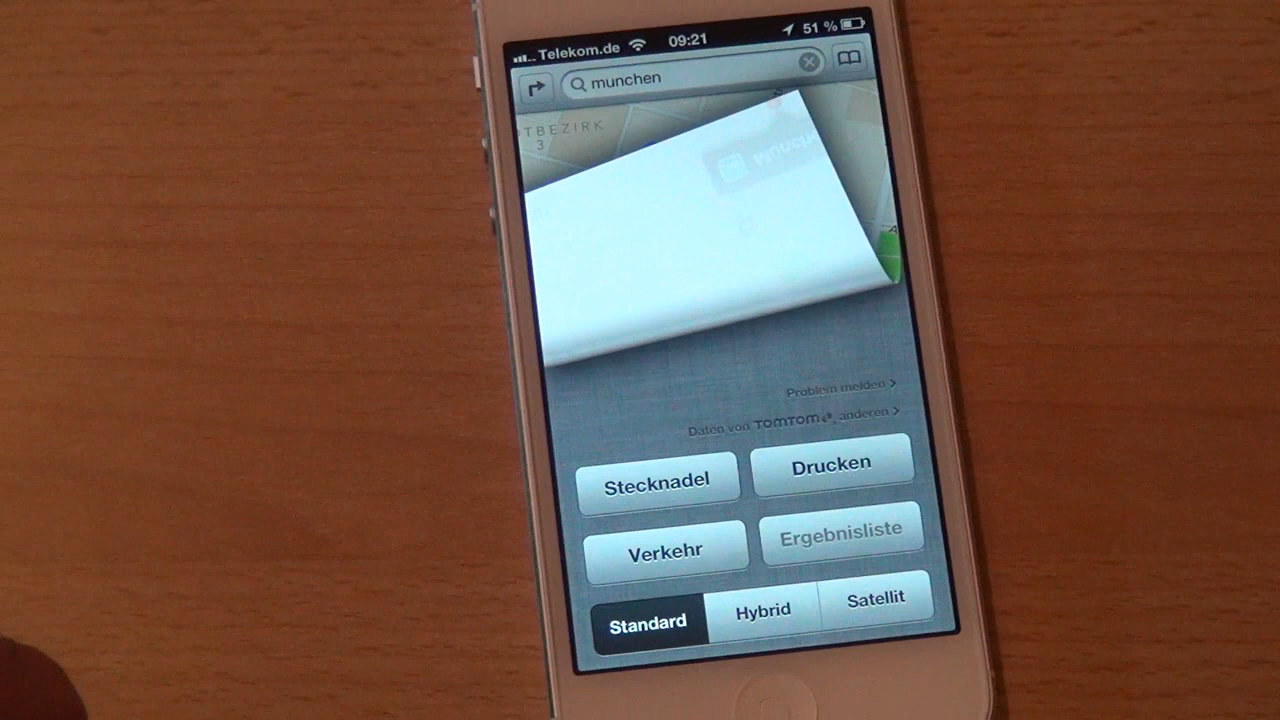 Telekom.de 09:21 51 %
munchen
TBEZIRK
3
Problem melden >
Daten von TOMTOM, anderen >
Stecknadel Drucken
Verkehr Ergebnisliste
Standard Hybrid Satellit